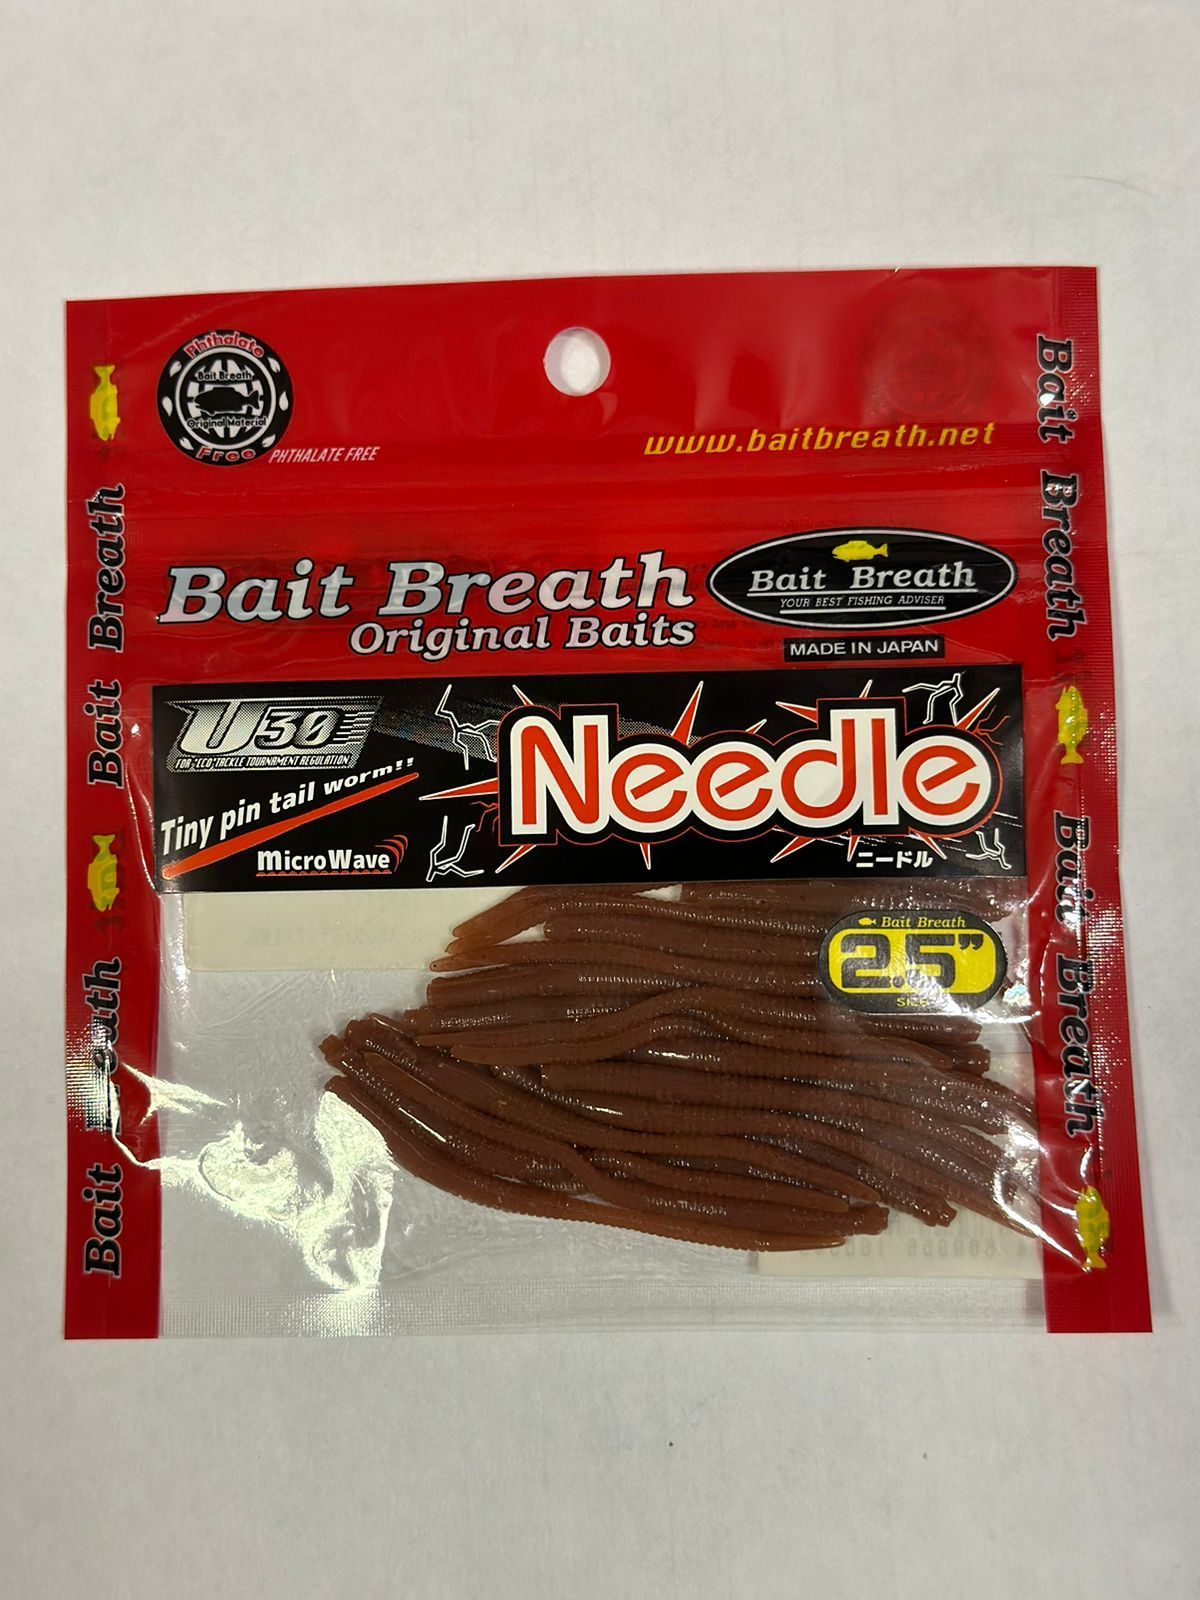 Phthalate
Bait Breath
Original Material
Free
PHTHALATE FREE
www.baitbreath.net
Bait Breath
Original Baits
Bait Breath
YOUR BEST FISHING ADVISER
MADE IN JAPAN
U30
FOR "ECO" TACKLE TOURNAMENT REGULATION
Tiny pin tail worm!!
microWave
Needle
ニードル
Bait Breath
2.5"
SIZE
Bait Breath Bait Breath
Bait Breath Bait Breath